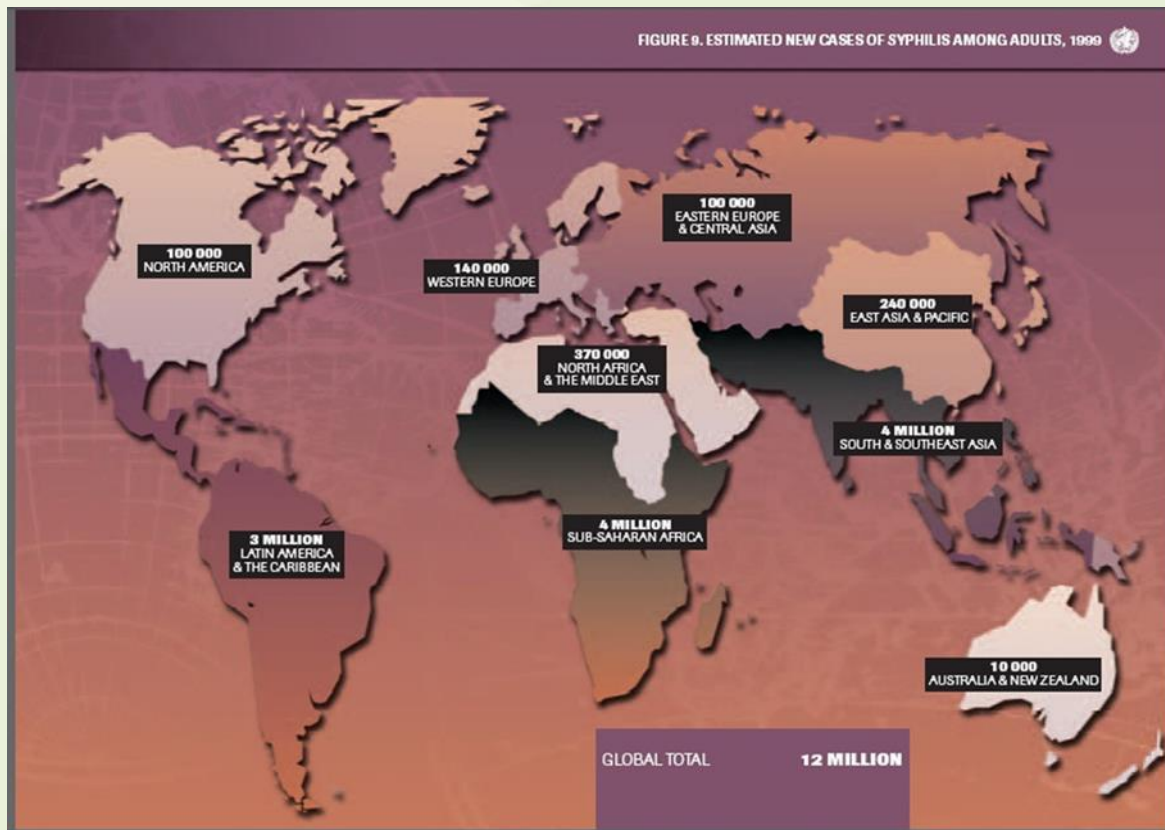 FIGURE 9. ESTIMATED NEW CASES OF SYPHILIS AMONG ADULTS, 1999
100 000
NORTH AMERICA
140 000
WESTERN EUROPE
100 000
EASTERN EUROPE
& CENTRAL ASIA
240 000
EAST ASIA & PACIFIC
370 000
NORTH AFRICA
& THE MIDDLE EAST
4 MILLION
SOUTH & SOUTHEAST ASIA
3 MILLION
LATIN AMERICA
& THE CARIBBEAN
4 MILLION
SUB-SAHARAN AFRICA
10 000
AUSTRALIA & NEW ZEALAND
GLOBAL TOTAL 12 MILLION